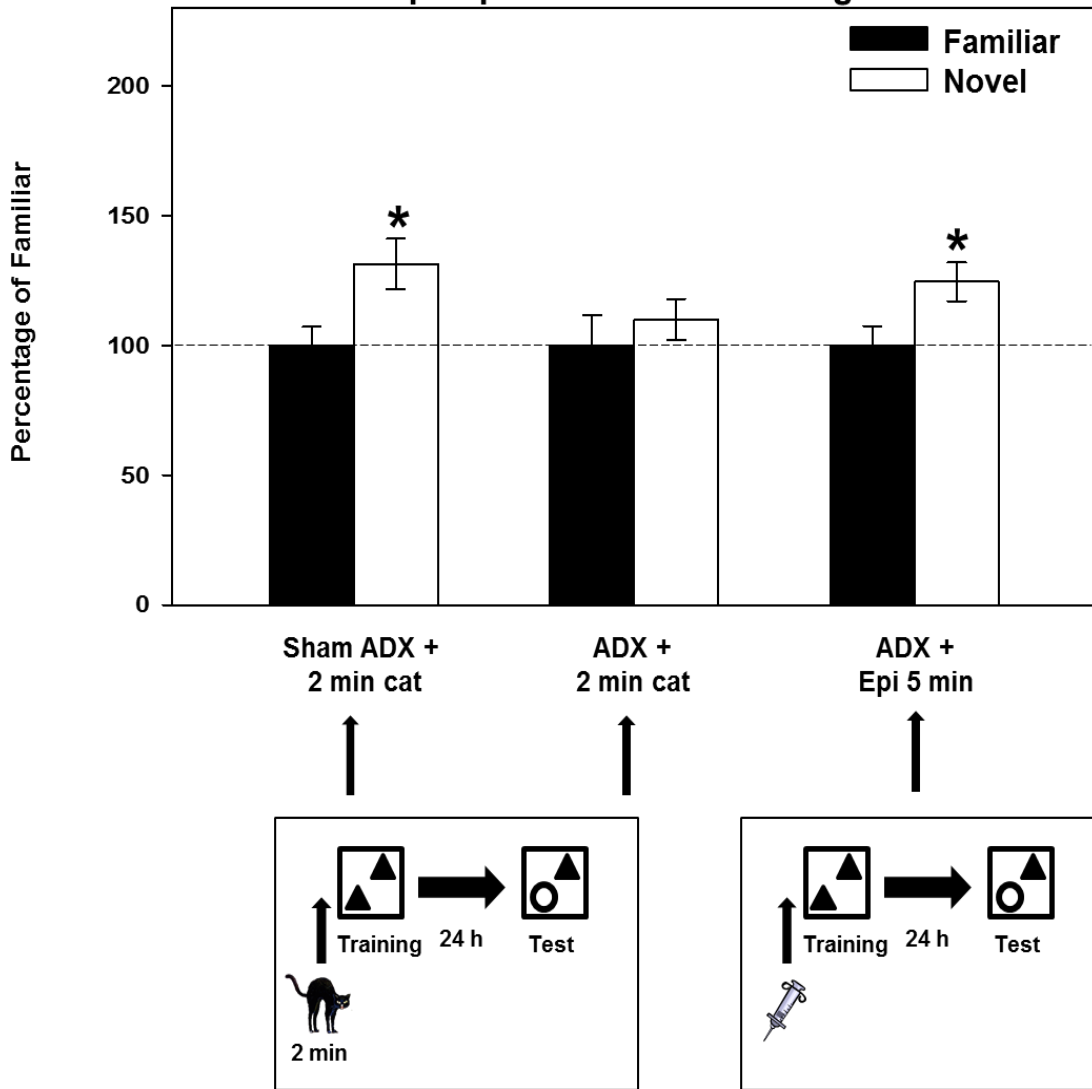 Familiar
Novel
200
150
100
50
0
Percentage of Familiar
*
*
Sham ADX +
2 min cat
ADX +
2 min cat
ADX +
Epi 5 min
Training
24 h
Test
2 min
Training
24 h
Test